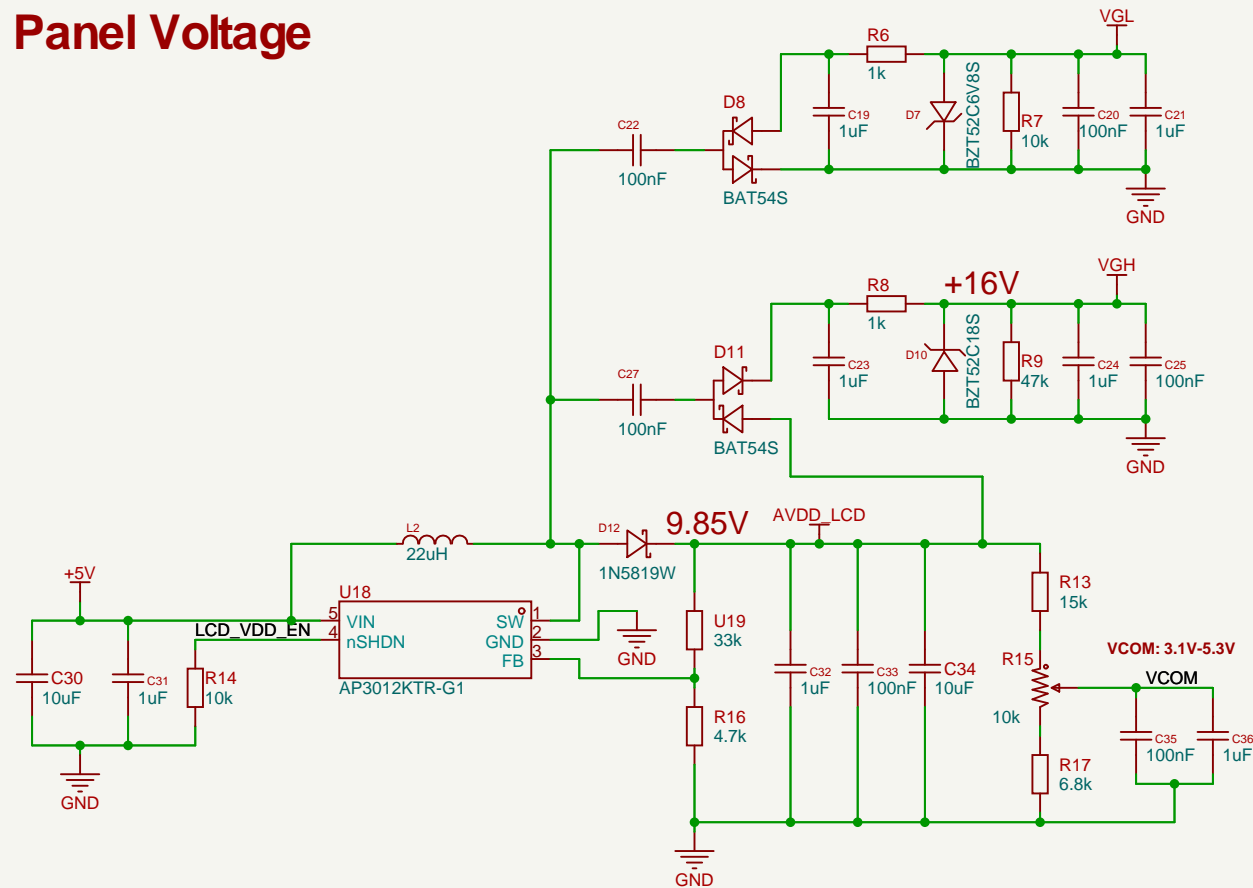 Panel Voltage
VGL
R6
1k
D8
C22
100nF
BAT54S
C19
1uF
D7
BZT52C6V8S
R7
10k
C20
100nF
C21
1uF
GND
VGH
R8
1k
+16V
D11
C27
100nF
BAT54S
C23
1uF
D10
BZT52C18S
R9
47k
C24
1uF
C25
100nF
GND
L2
22uH
D12
1N5819W
9.85V
AVDD_LCD
+5V
U18
5 VIN
4 nSHDN
SW 1
GND 2
FB 3
AP3012KTR-G1
LCD_VDD_EN
GND
C30
10uF
C31
1uF
R14
10k
GND
U19
33k
R16
4.7k
C32
1uF
C33
100nF
C34
10uF
R13
15k
R15
10k
R17
6.8k
VCOM: 3.1V-5.3V
VCOM
C35
100nF
C36
1uF
GND